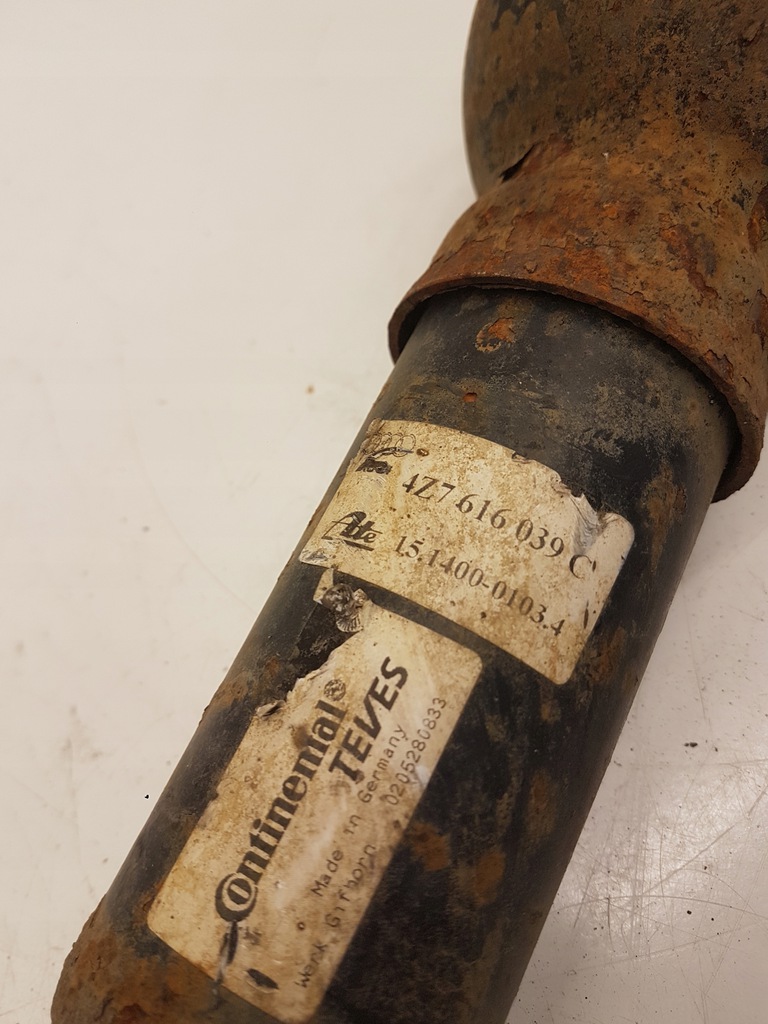 4Z7 616 039 C
Ate 15.1400-0103.4
Continental
TEVES
Made in Germany
Werk Gifhorn 0205280833